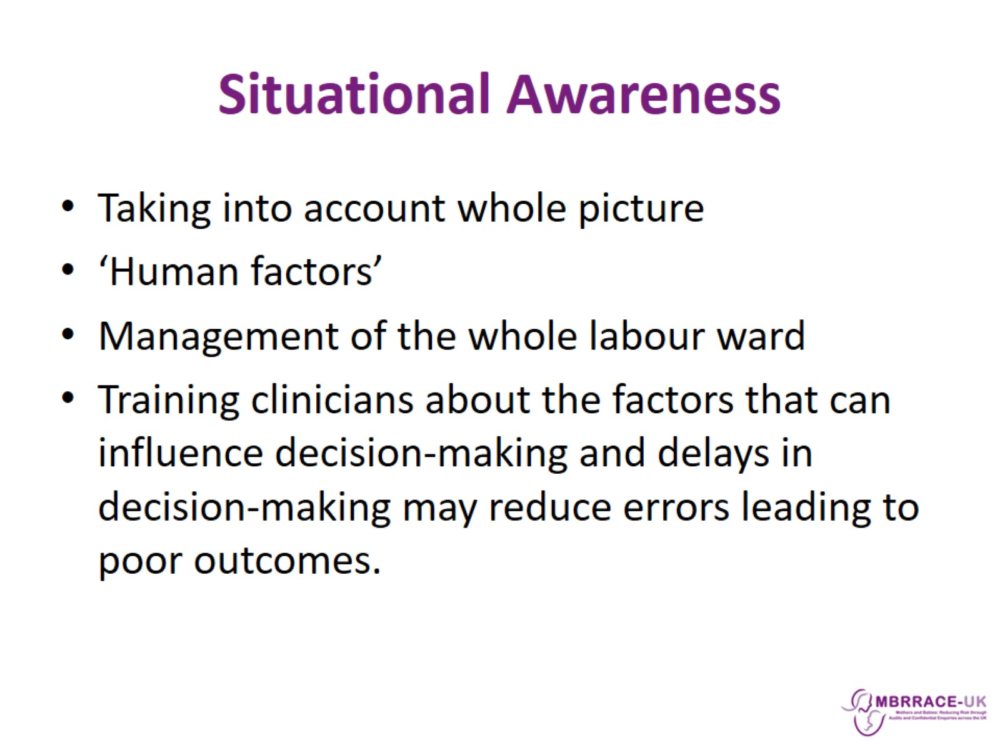 Situational Awareness
• Taking into account whole picture
• ‘Human factors’
• Management of the whole labour ward
• Training clinicians about the factors that can
influence decision-making and delays in
decision-making may reduce errors leading to
poor outcomes.
MBRRACE-UK
Mothers and Babies: Reducing Risk through
Audits and Confidential Enquiries across the UK